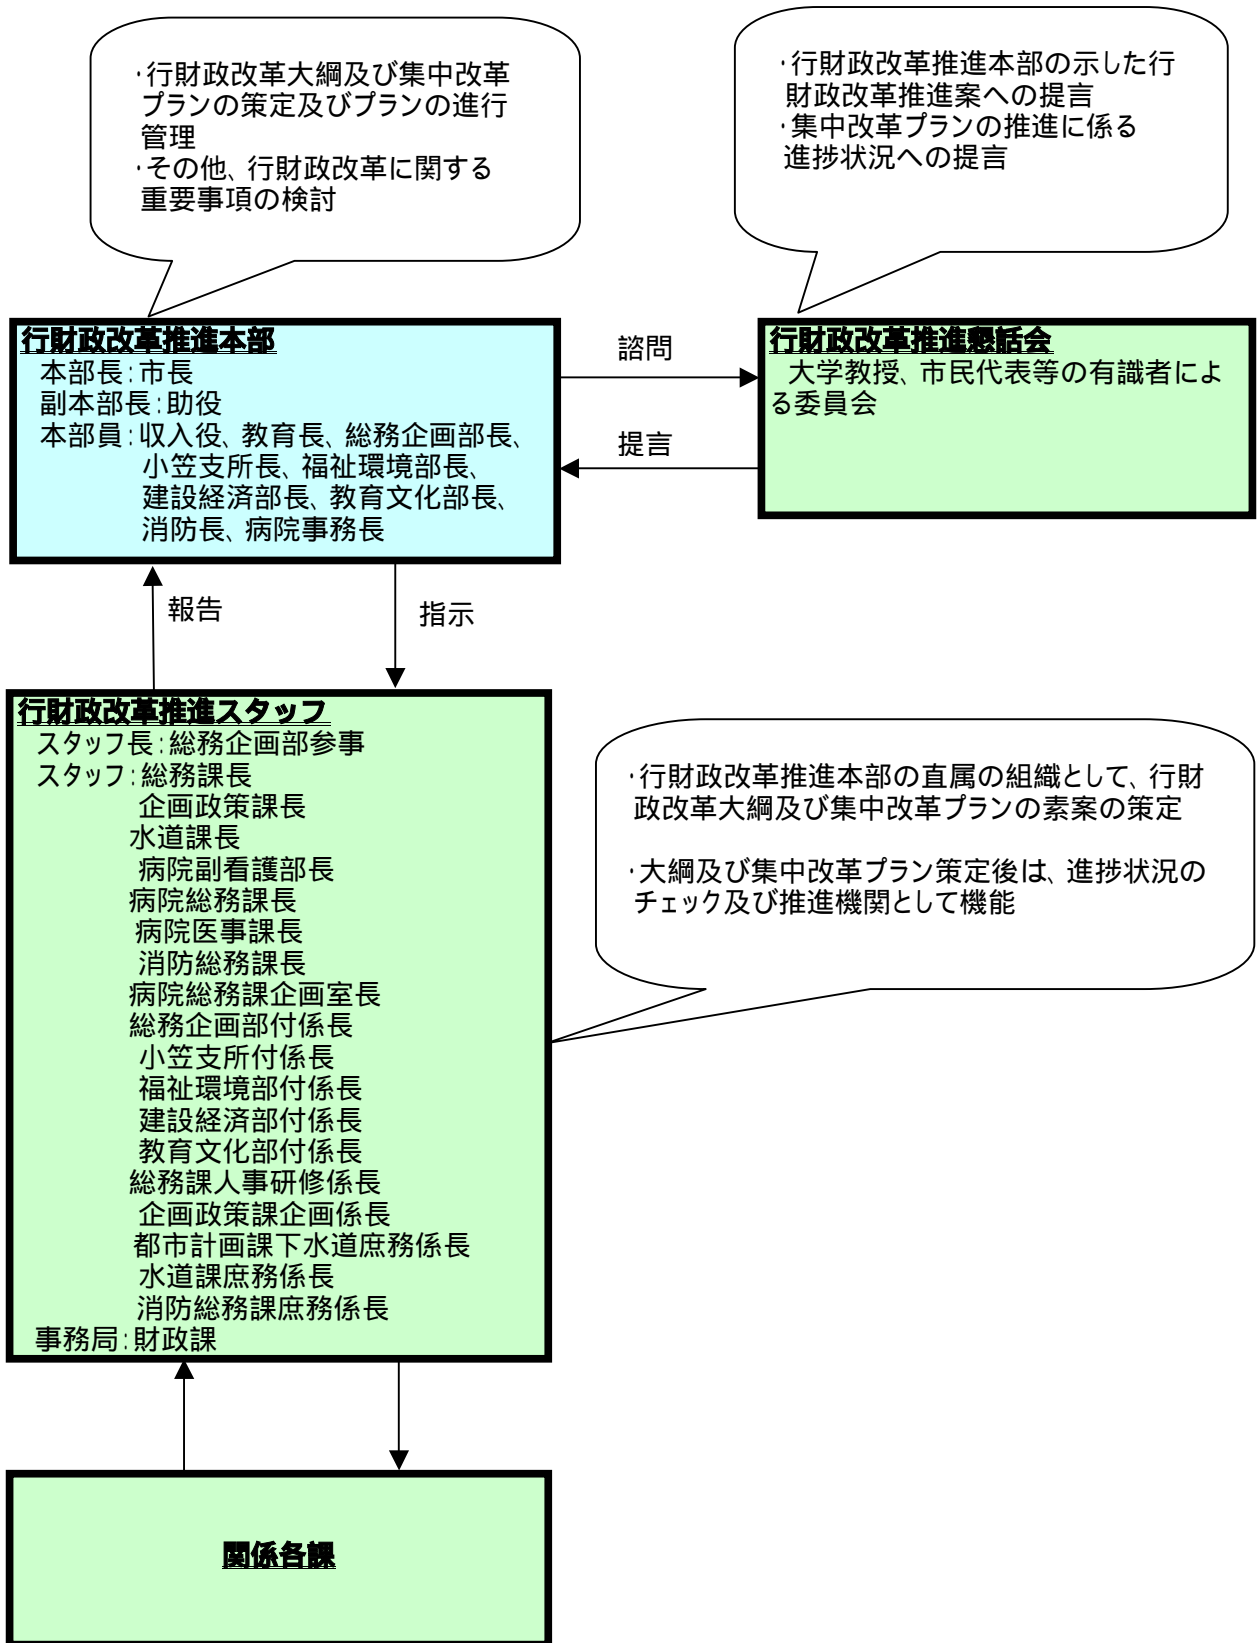 ・行財政改革大綱及び集中改革
プランの策定及びプランの進行
管理
・その他、行財政改革に関する
重要事項の検討
・行財政改革推進本部の示した行
財政改革推進案への提言
・集中改革プランの推進に係る
進捗状況への提言
行財政改革推進本部
本部長:市長
副本部長:助役
本部員:収入役、教育長、総務企画部長、
小笠支所長、福祉環境部長、
建設経済部長、教育文化部長、
消防長、病院事務長
諮問
提言
行財政改革推進懇話会
大学教授、市民代表等の有識者によ
る委員会
報告
指示
行財政改革推進スタッフ
スタッフ長:総務企画部参事
スタッフ:総務課長
企画政策課長
水道課長
病院副看護部長
病院総務課長
病院医事課長
消防総務課長
病院総務課企画室長
総務企画部付係長
小笠支所付係長
福祉環境部付係長
建設経済部付係長
教育文化部付係長
総務課人事研修係長
企画政策課企画係長
都市計画課下水道庶務係長
水道課庶務係長
消防総務課庶務係長
事務局:財政課
・行財政改革推進本部の直属の組織として、行財
政改革大綱及び集中改革プランの素案の策定
・大綱及び集中改革プラン策定後は、進捗状況の
チェック及び推進機関として機能
関係各課